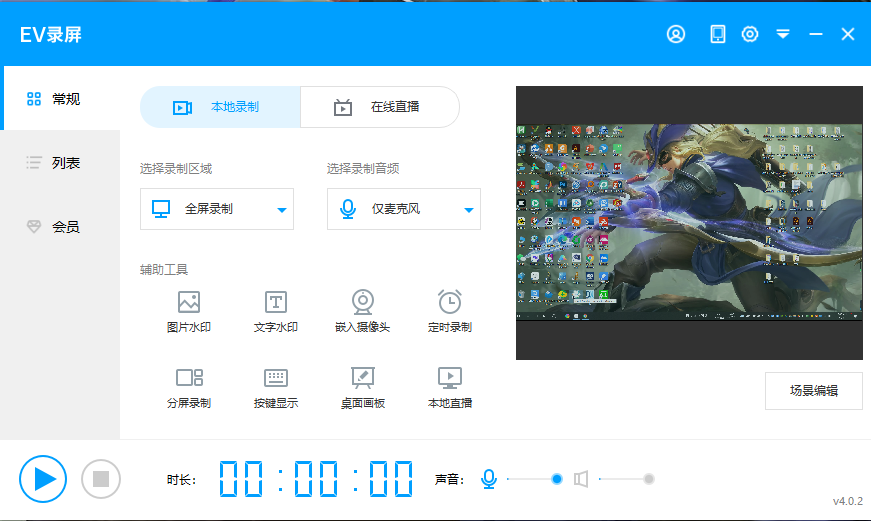 EV录屏
常规
列表
会员
本地录制
在线直播
选择录制区域
选择录制音频
全屏录制
仅麦克风
辅助工具
图片水印
文字水印
嵌入摄像头
定时录制
分屏录制
按键显示
桌面画板
本地直播
场景编辑
时长:
00:00:00
声音:
v4.0.2